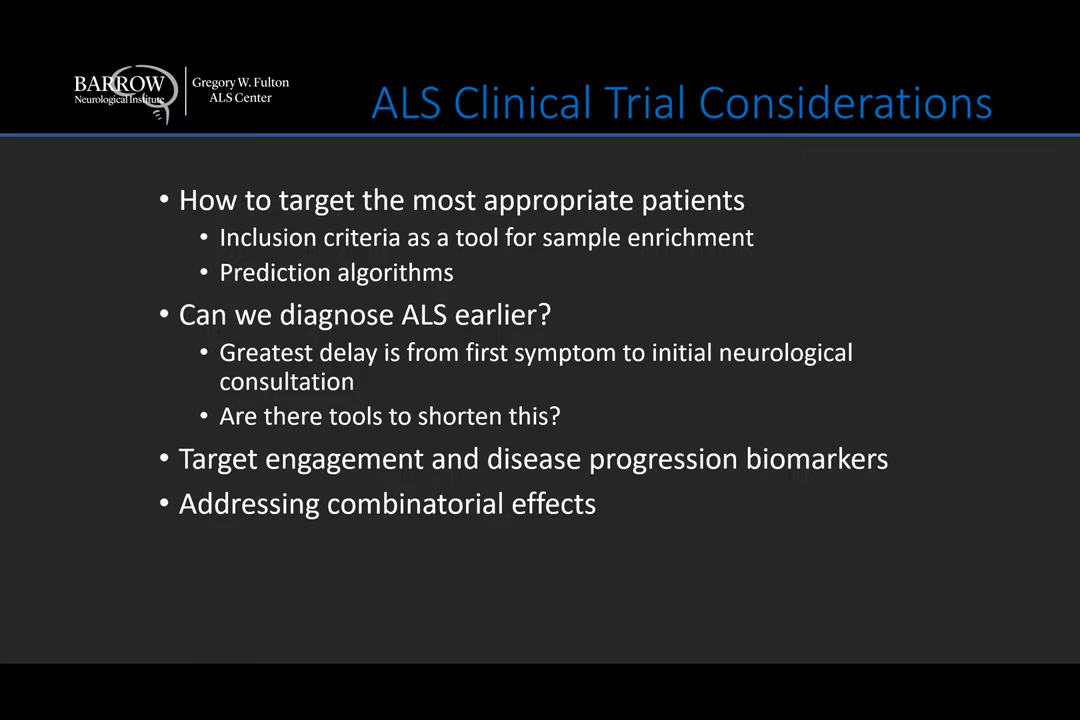 BARROW
Neurological Institute
Gregory W. Fulton
ALS Center
ALS Clinical Trial Considerations
• How to target the most appropriate patients
• Inclusion criteria as a tool for sample enrichment
• Prediction algorithms
• Can we diagnose ALS earlier?
• Greatest delay is from first symptom to initial neurological
consultation
• Are there tools to shorten this?
• Target engagement and disease progression biomarkers
• Addressing combinatorial effects